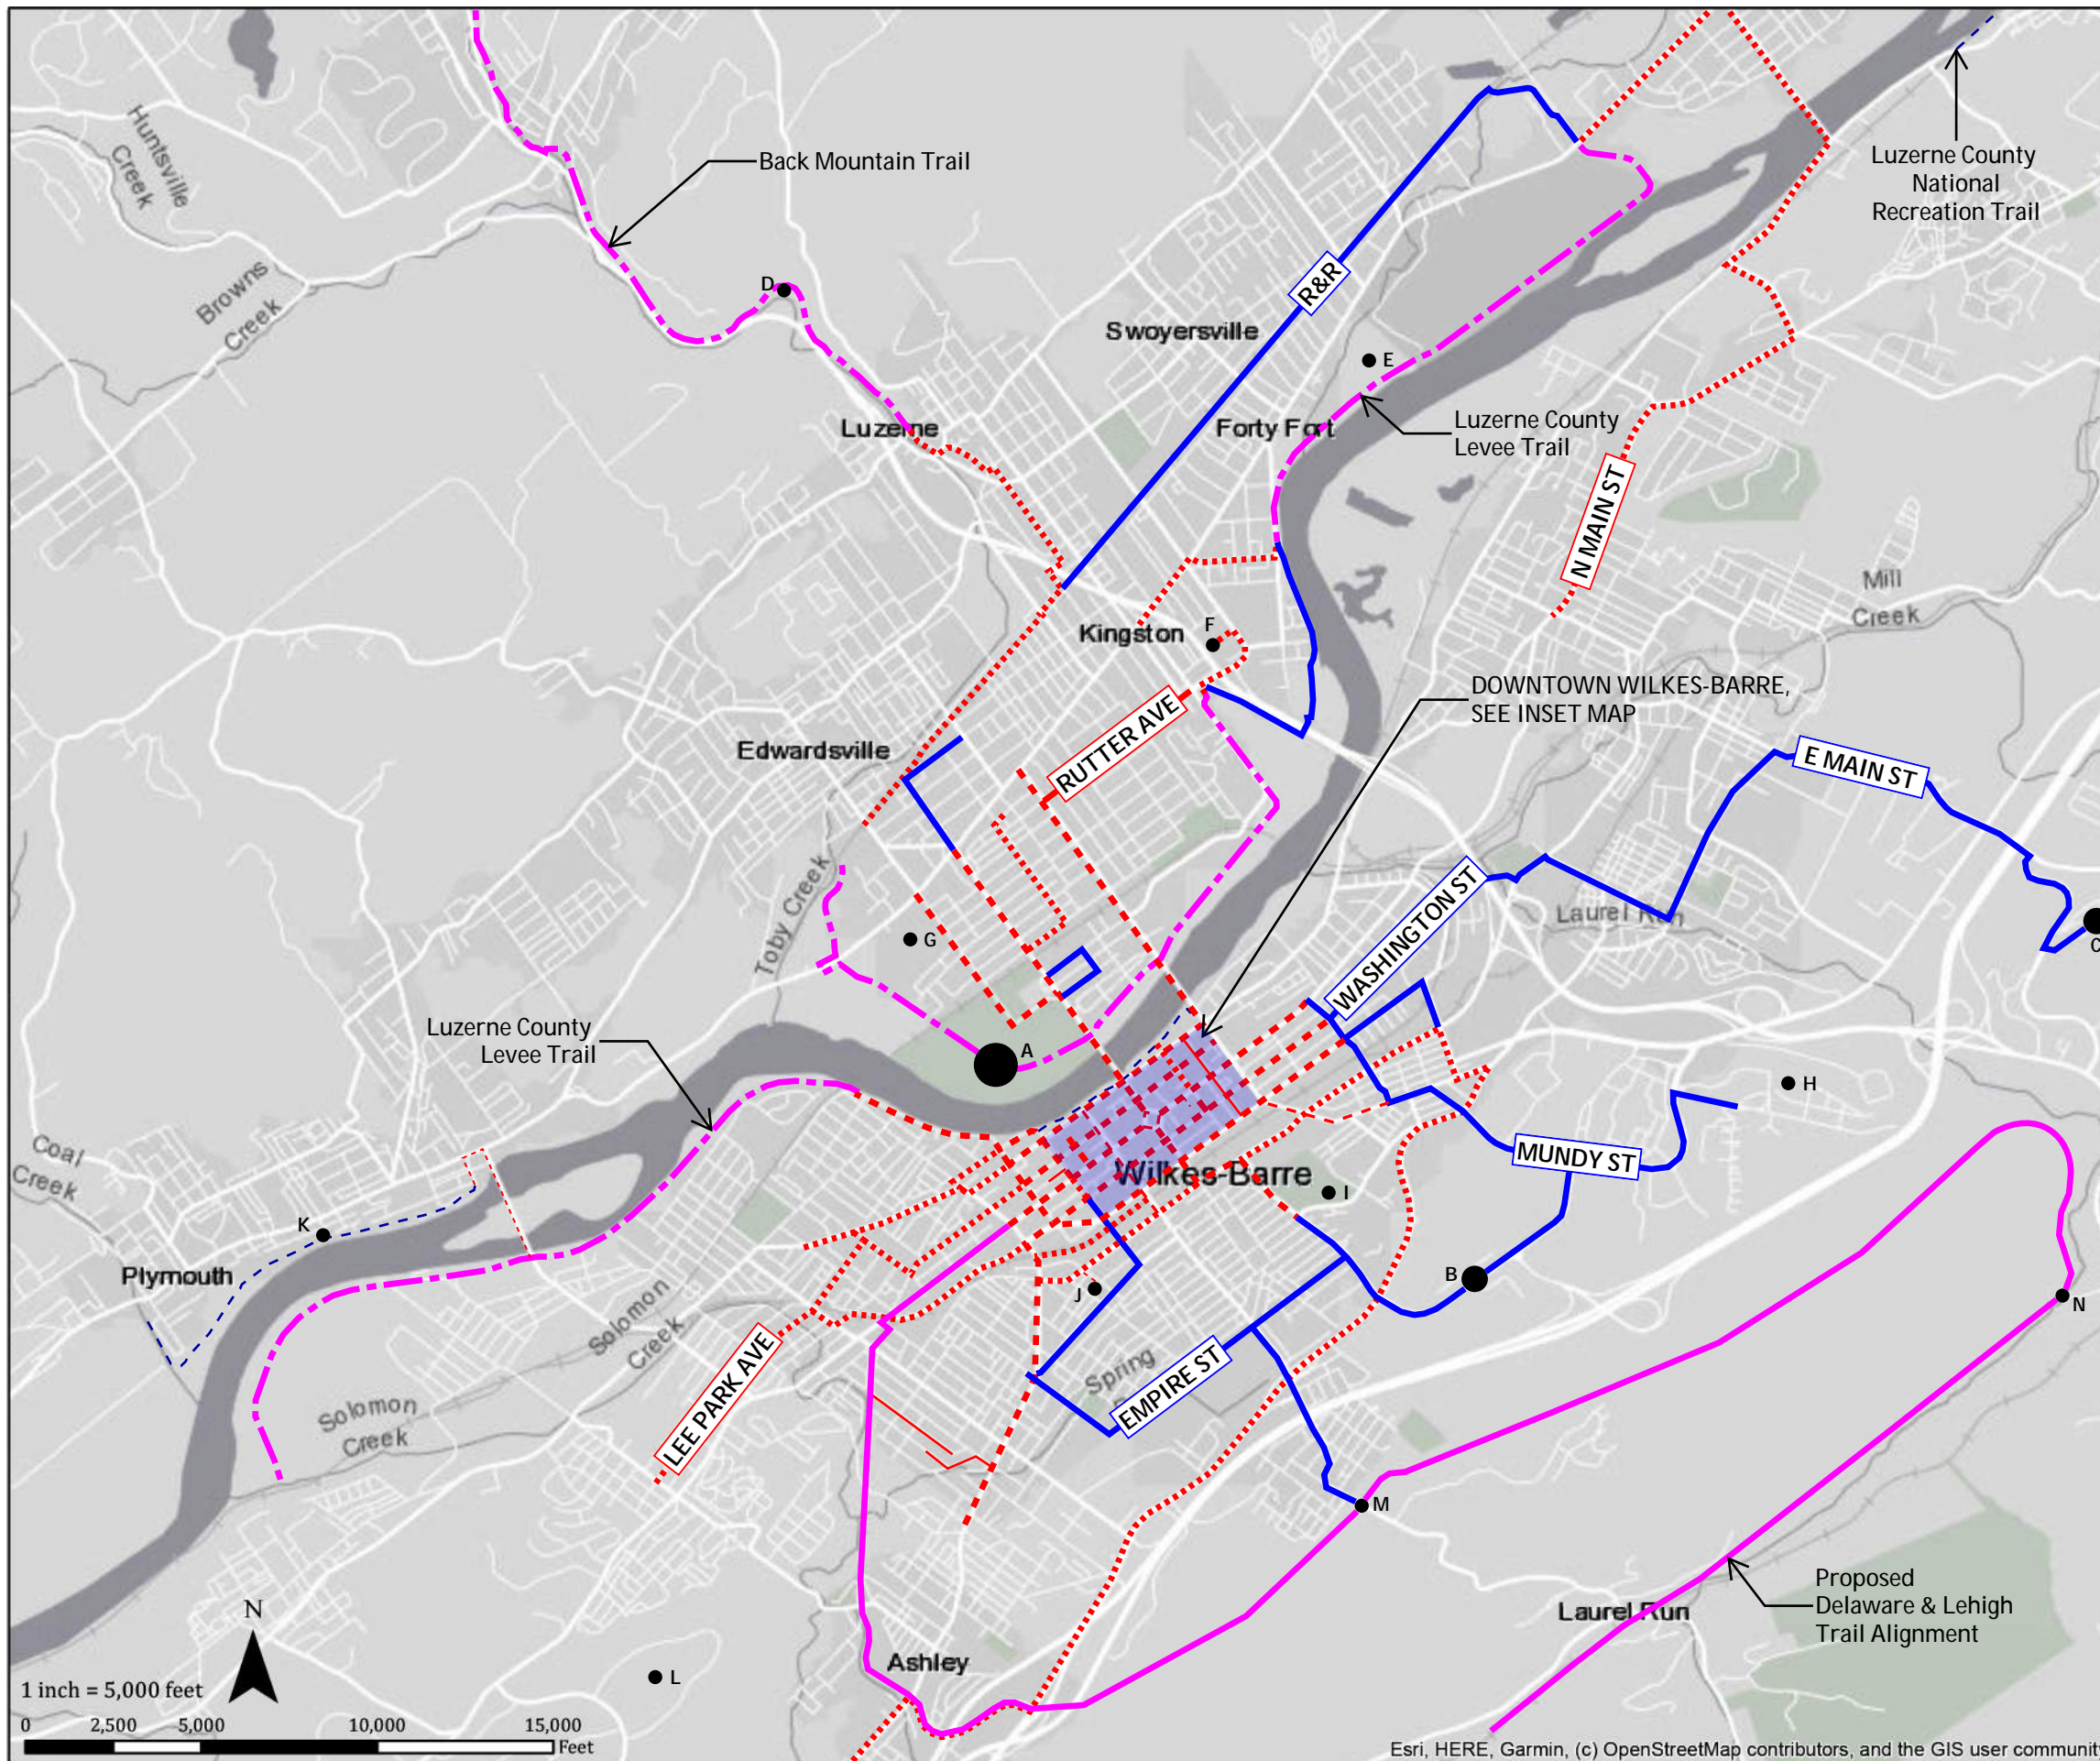 Huntsville
Creek
Back Mountain Trail
Luzerne County
National
Recreation Trail
Browns
Creek
D
R&R
Swoyersville
E
Luzerne
Forty Fort
Luzerne County
Levee Trail
N MAIN ST
Mill
Creek
Kingston
F
DOWNTOWN WILKES-BARRE,
SEE INSET MAP
RUTTER AVE
Edwardsville
E MAIN ST
Toby Creek
WASHINGTON ST
Laurel Run
C
G
Luzerne County
Levee Trail
A
H
Coal
Creek
MUNDY ST
Wilkes-Barre
I
K
Plymouth
B
J
N
Solomon
Creek
Spring
EMPIRE ST
LEE PARK AVE
Solomon
Creek
M
Proposed
Delaware & Lehigh
Trail Alignment
Laurel Run
N
Ashley
L
1 inch = 5,000 feet
0 2,500 5,000 10,000 15,000
Feet
Esri, HERE, Garmin, (c) OpenStreetMap contributors, and the GIS user communit